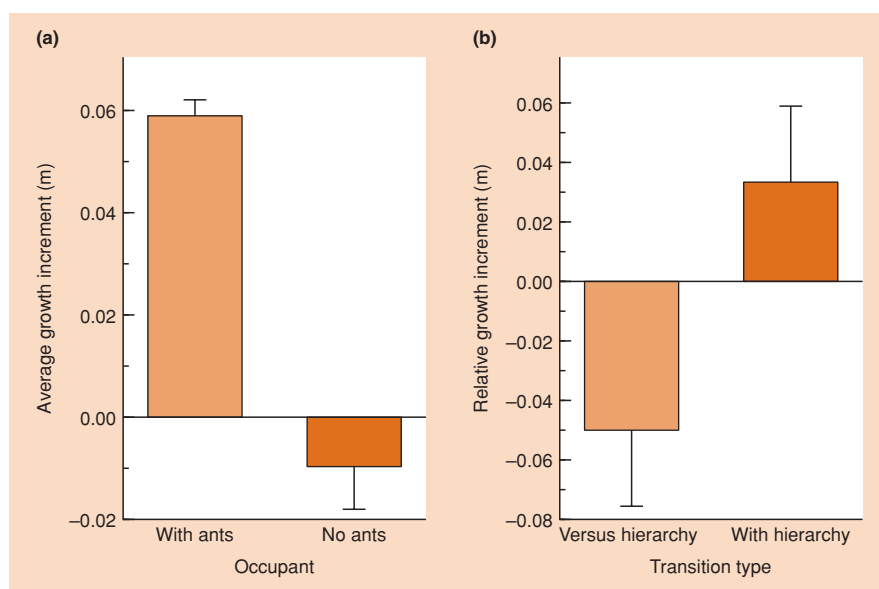 (a)
Average growth increment (m)
0.06
0.04
0.02
0.00
–0.02
With ants
No ants
Occupant
(b)
Relative growth increment (m)
0.06
0.04
0.02
0.00
–0.02
–0.04
–0.06
–0.08
Versus hierarchy
With hierarchy
Transition type